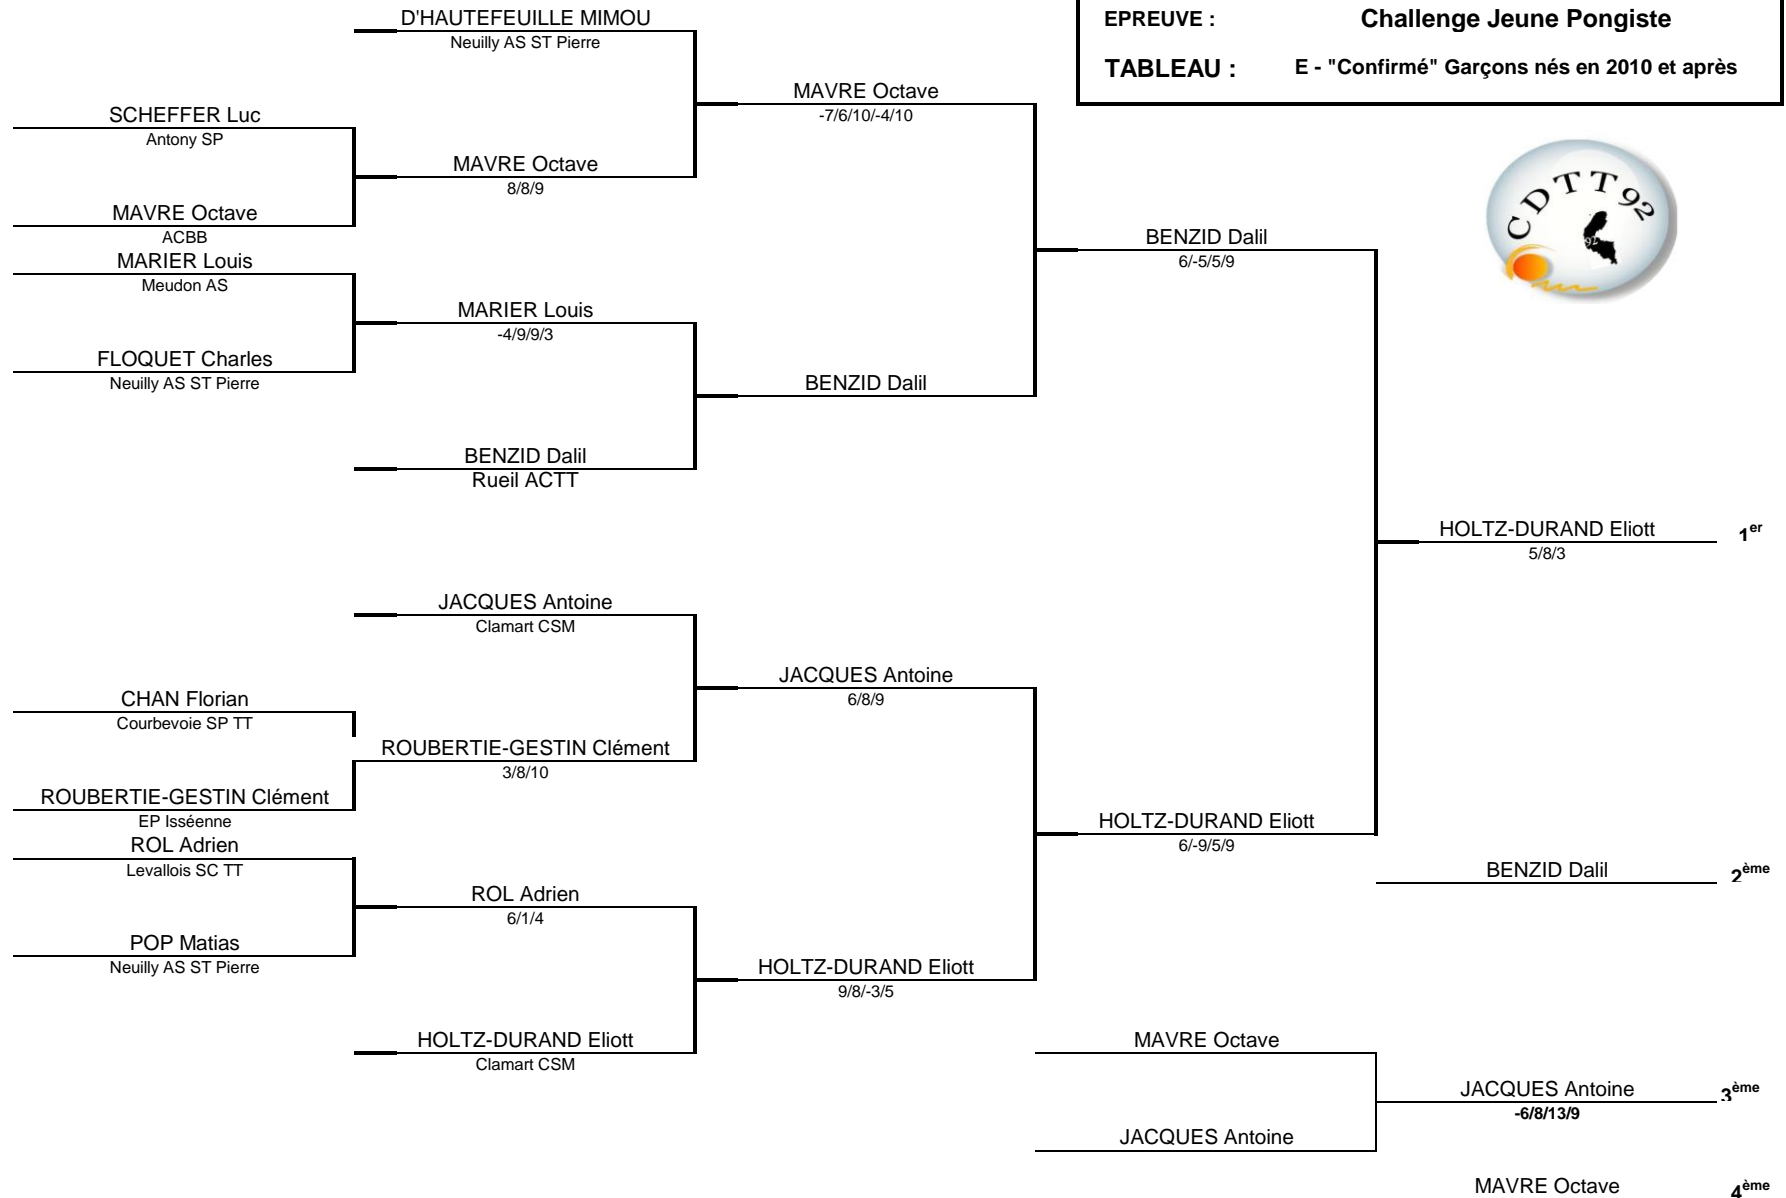 D'HAUTEFEUILLE MIMOU
Neuilly AS ST Pierre
EPREUVE : Challenge Jeune Pongiste
TABLEAU : E - "Confirmé" Garçons nés en 2010 et après
MAVRE Octave
-7/6/10/-4/10
SCHEFFER Luc
Antony SP
MAVRE Octave
8/8/9
CDTT92
92
MAVRE Octave
ACBB
MARIER Louis
Meudon AS
BENZID Dalil
6/-5/5/9
MARIER Louis
-4/9/9/3
FLOQUET Charles
Neuilly AS ST Pierre
BENZID Dalil
BENZID Dalil
Rueil ACTT
HOLTZ-DURAND Eliott 1er
5/8/3
JACQUES Antoine
Clamart CSM
JACQUES Antoine
6/8/9
CHAN Florian
Courbevoie SP TT
ROUBERTIE-GESTIN Clément
3/8/10
ROUBERTIE-GESTIN Clément
EP Isséenne
HOLTZ-DURAND Eliott
6/-9/5/9
ROL Adrien
Levallois SC TT
BENZID Dalil 2ème
ROL Adrien
6/1/4
POP Matias
Neuilly AS ST Pierre
HOLTZ-DURAND Eliott
9/8/-3/5
HOLTZ-DURAND Eliott
Clamart CSM
MAVRE Octave
JACQUES Antoine 3ème
-6/8/13/9
JACQUES Antoine
MAVRE Octave 4ème